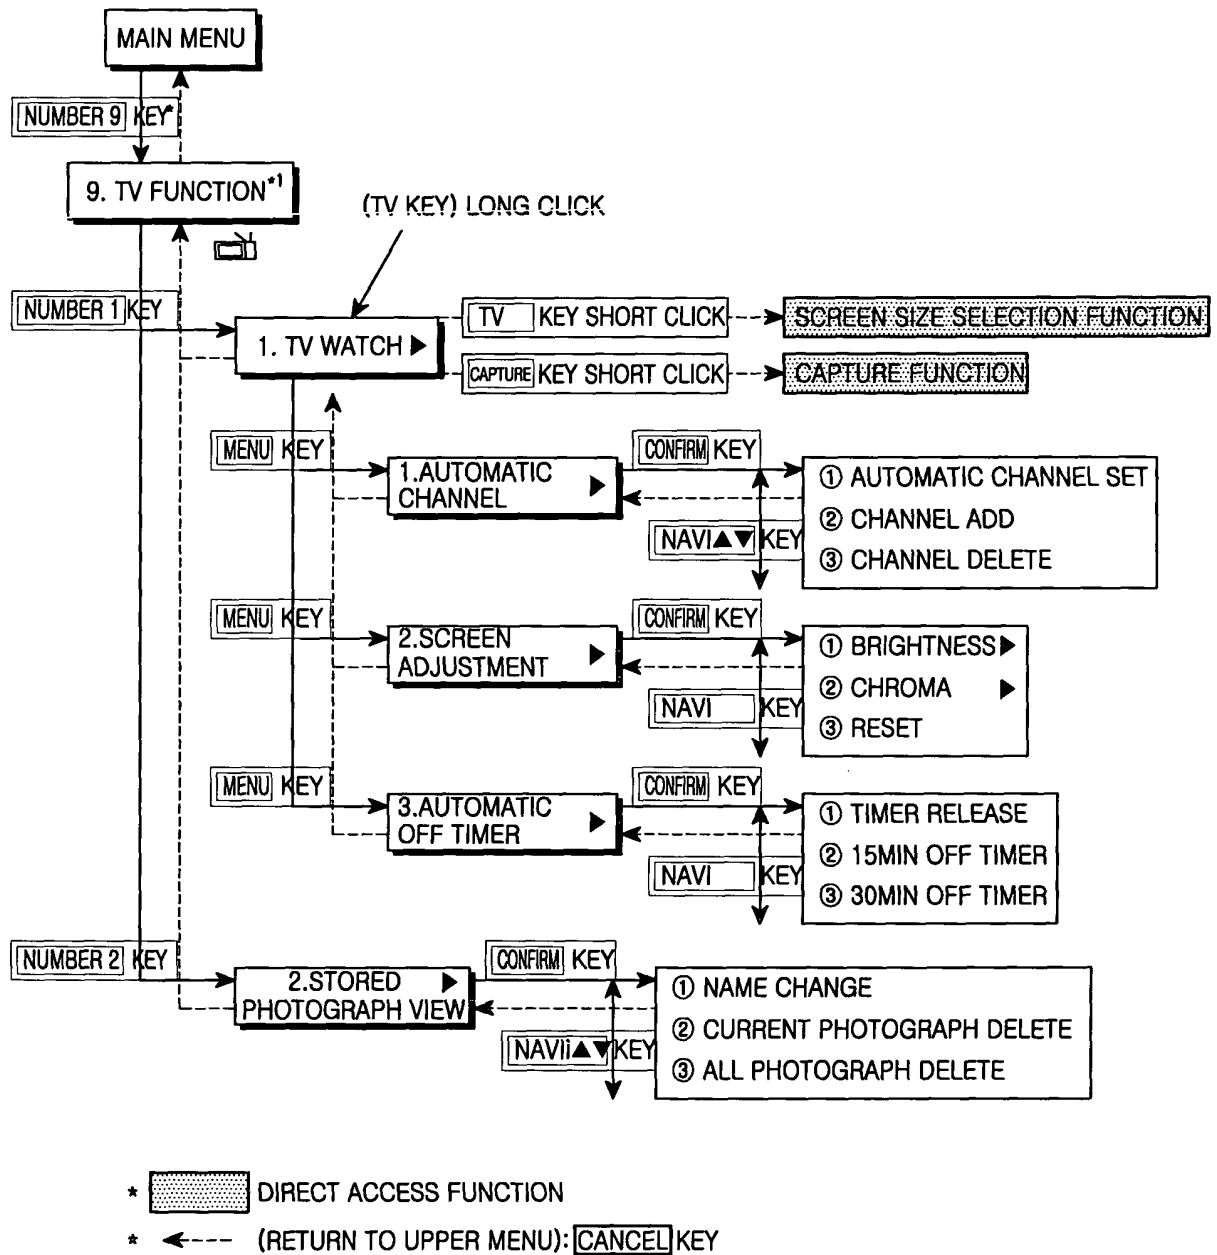 MAIN MENU
NUMBER 9 KEY*
9. TV FUNCTION*1
(TV KEY) LONG CLICK
NUMBER 1 KEY
1. TV WATCH ▶
TV KEY SHORT CLICK
SCREEN SIZE SELECTION FUNCTION
CAPTURE KEY SHORT CLICK
CAPTURE FUNCTION
MENU KEY
1.AUTOMATIC
CHANNEL ▶
CONFIRM KEY
NAVI▲▼ KEY
① AUTOMATIC CHANNEL SET
② CHANNEL ADD
③ CHANNEL DELETE
MENU KEY
2.SCREEN
ADJUSTMENT ▶
CONFIRM KEY
NAVI KEY
① BRIGHTNESS▶
② CHROMA ▶
③ RESET
MENU KEY
3.AUTOMATIC
OFF TIMER ▶
CONFIRM KEY
NAVI KEY
① TIMER RELEASE
② 15MIN OFF TIMER
③ 30MIN OFF TIMER
NUMBER 2 KEY
2.STORED ▶
PHOTOGRAPH VIEW
CONFIRM KEY
NAVIi▲▼ KEY
① NAME CHANGE
② CURRENT PHOTOGRAPH DELETE
③ ALL PHOTOGRAPH DELETE
* DIRECT ACCESS FUNCTION
* (RETURN TO UPPER MENU): CANCEL KEY